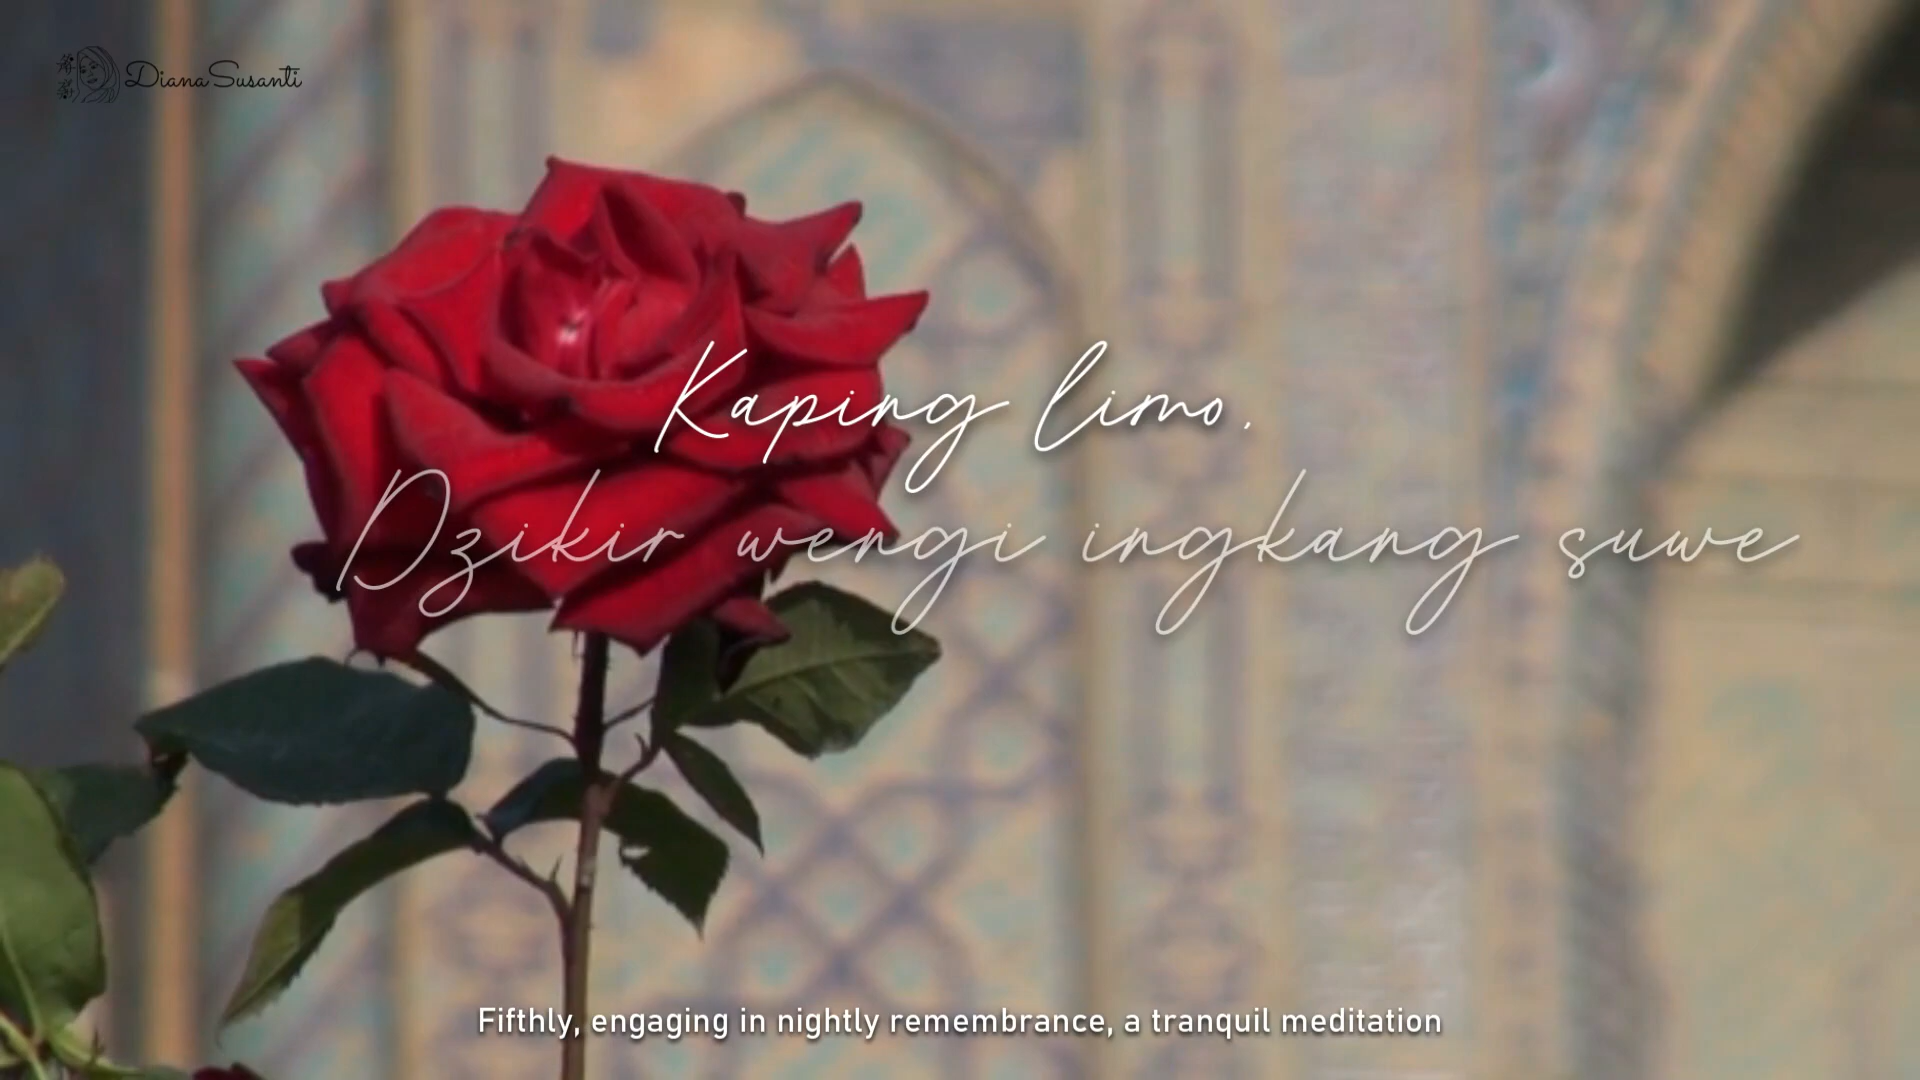 Diana Susanti
Kaping limo,
Dzikir wengi ingkang suwe
Fifthly, engaging in nightly remembrance, a tranquil meditation